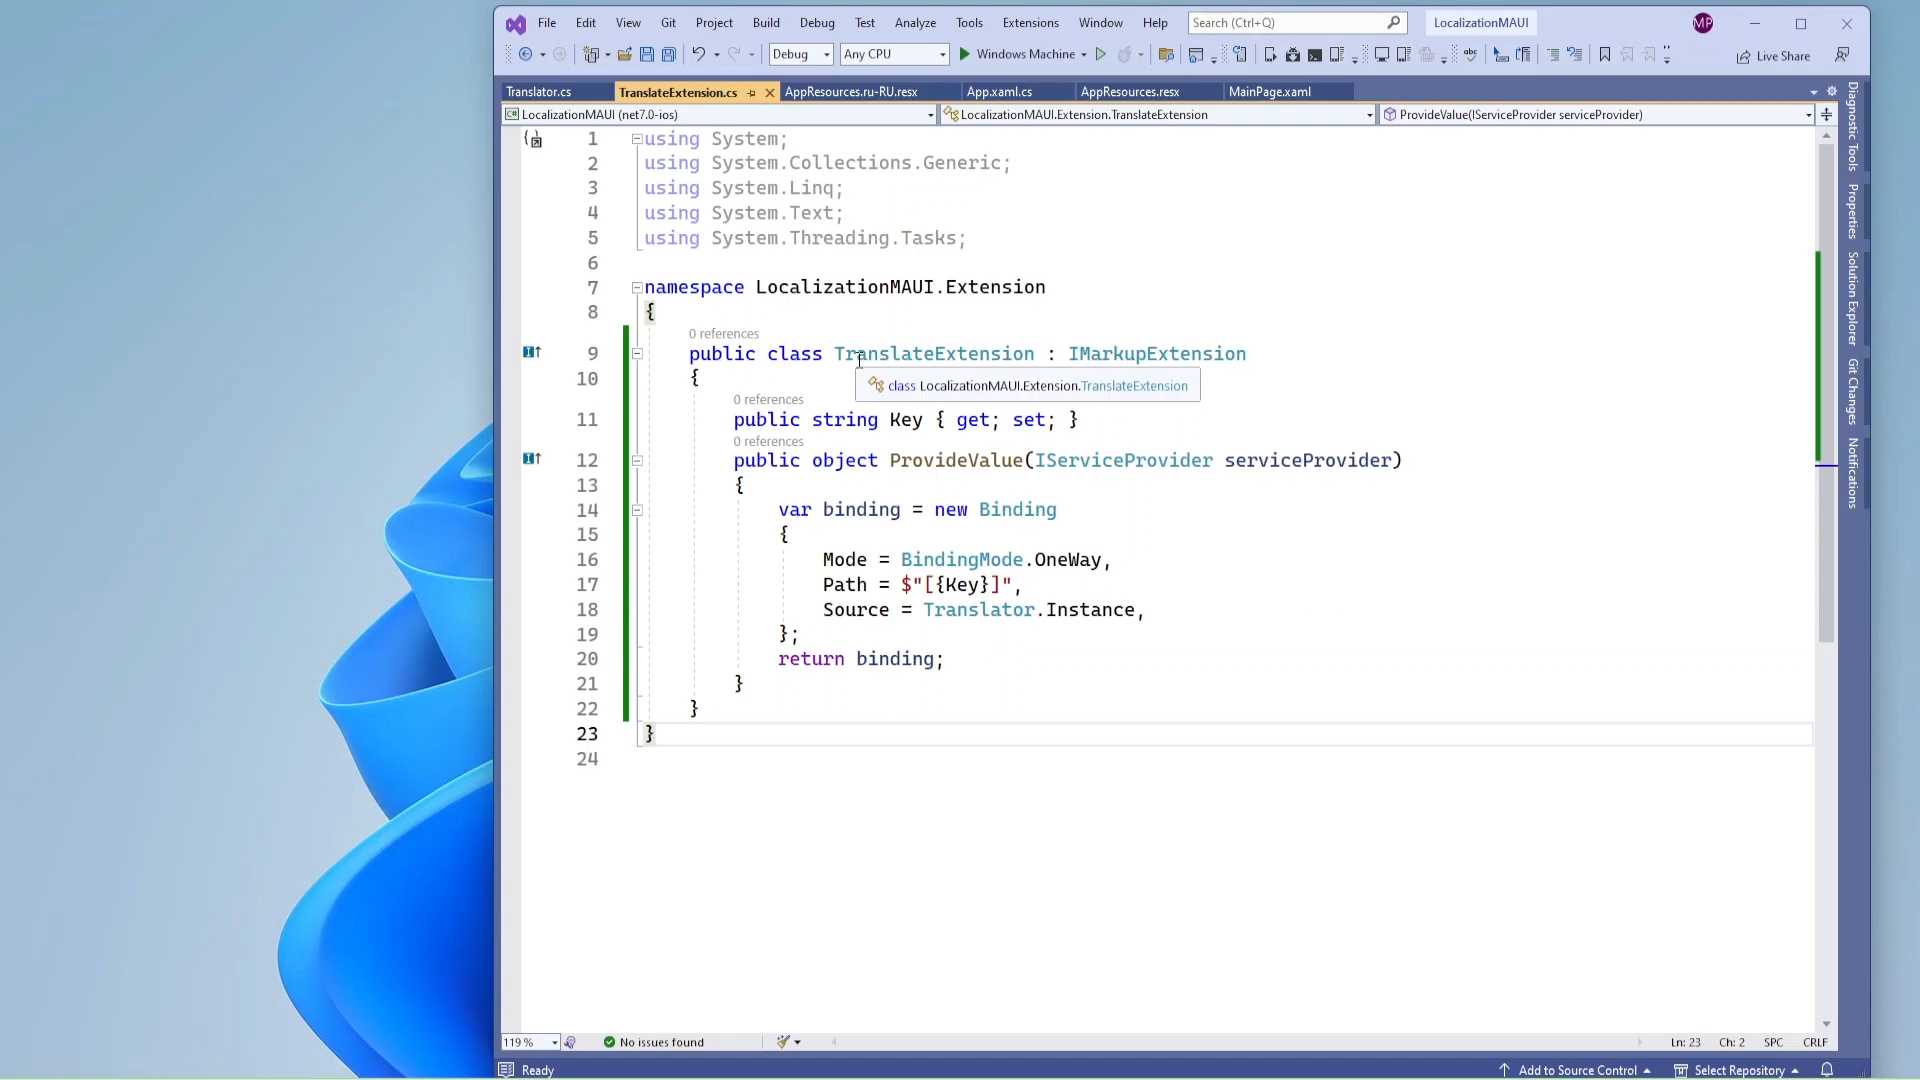 File Edit View Git Project Build Debug Test Analyze Tools Extensions Window Help Search (Ctrl+Q) LocalizationMAUI MP
Debug Any CPU Windows Machine Live Share
Translator.cs TranslateExtension.cs AppResources.ru-RU.resx App.xaml.cs AppResources.resx MainPage.xaml
LocalizationMAUI (net7.0-ios) LocalizationMAUI.Extension.TranslateExtension ProvideValue(IServiceProvider serviceProvider)
1 using System;
2 using System.Collections.Generic;
3 using System.Linq;
4 using System.Text;
5 using System.Threading.Tasks;
6
7 namespace LocalizationMAUI.Extension
8 {
0 references
9 public class TranslateExtension : IMarkupExtension
10 {
class LocalizationMAUI.Extension.TranslateExtension
0 references
11 public string Key { get; set; }
0 references
12 public object ProvideValue(IServiceProvider serviceProvider)
13 {
14 var binding = new Binding
15 {
16 Mode = BindingMode.OneWay,
17 Path = $"[{Key}]",
18 Source = Translator.Instance,
19 };
20 return binding;
21 }
22 }
23 }
24
Diagnostic Tools
Properties
Solution Explorer
Git Changes
Notifications
119 % No issues found Ln: 23 Ch: 2 SPC CRLF
Ready Add to Source Control Select Repository